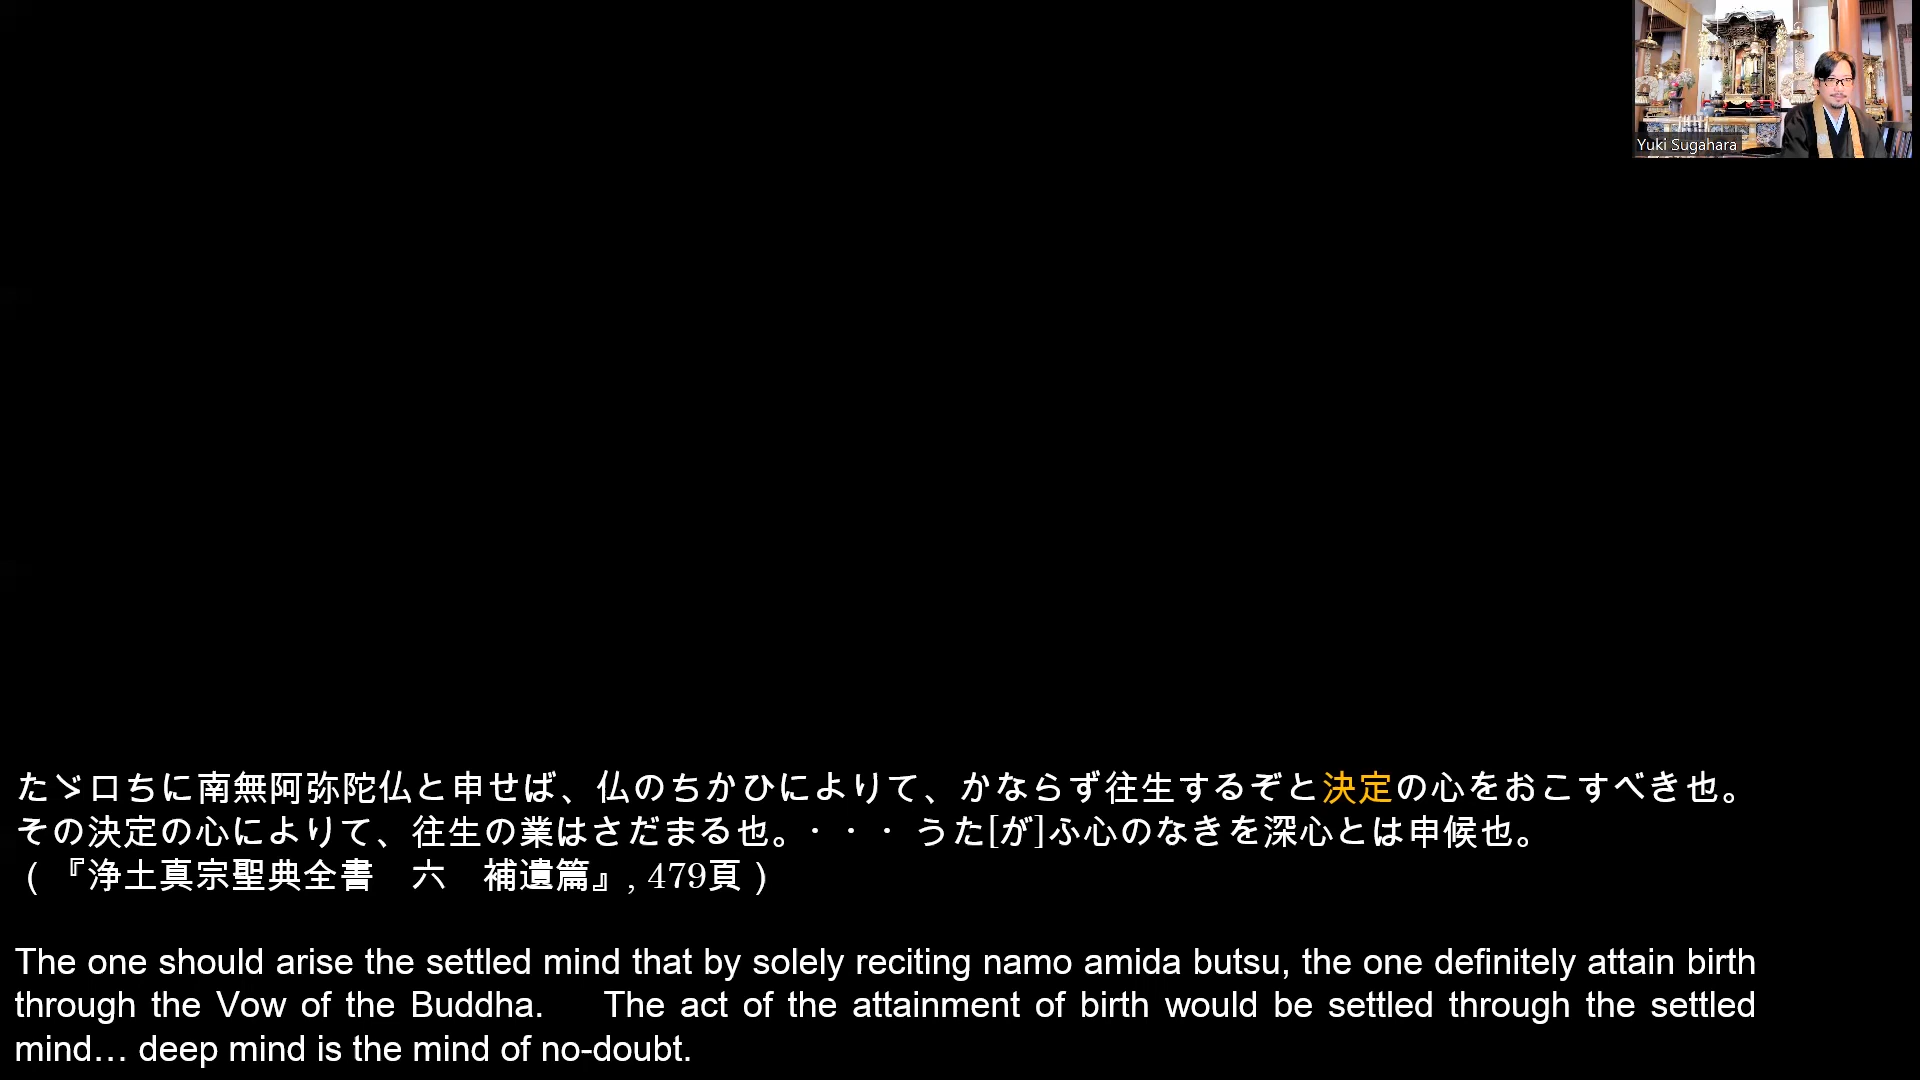 Yuki Sugahara
たゞ口ちに南無阿弥陀仏と申せば、仏のちかひによりて、かならず往生するぞと決定の心をおこすべき也。
その決定の心によりて、往生の業はさだまる也。・・・ うた[が]ふ心のなきを深心とは申候也。
(『浄土真宗聖典全書　六　補遺篇』, 479頁)
The one should arise the settled mind that by solely reciting namo amida butsu, the one definitely attain birth
through the Vow of the Buddha. The act of the attainment of birth would be settled through the settled
mind… deep mind is the mind of no-doubt.